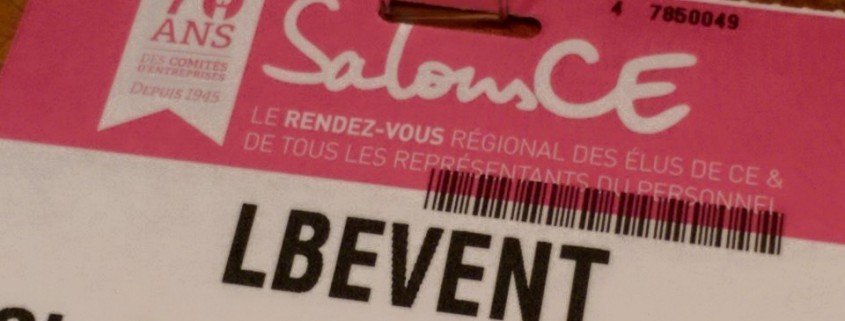 4 7850049
70
ANS
DES COMITÉS
D'ENTREPRISES
DEPUIS 1945
SalonsCE
LE RENDEZ-VOUS RÉGIONAL DES ÉLUS DE CE &
DE TOUS LES REPRÉSENTANTS DU PERSONNEL
LBEVENT